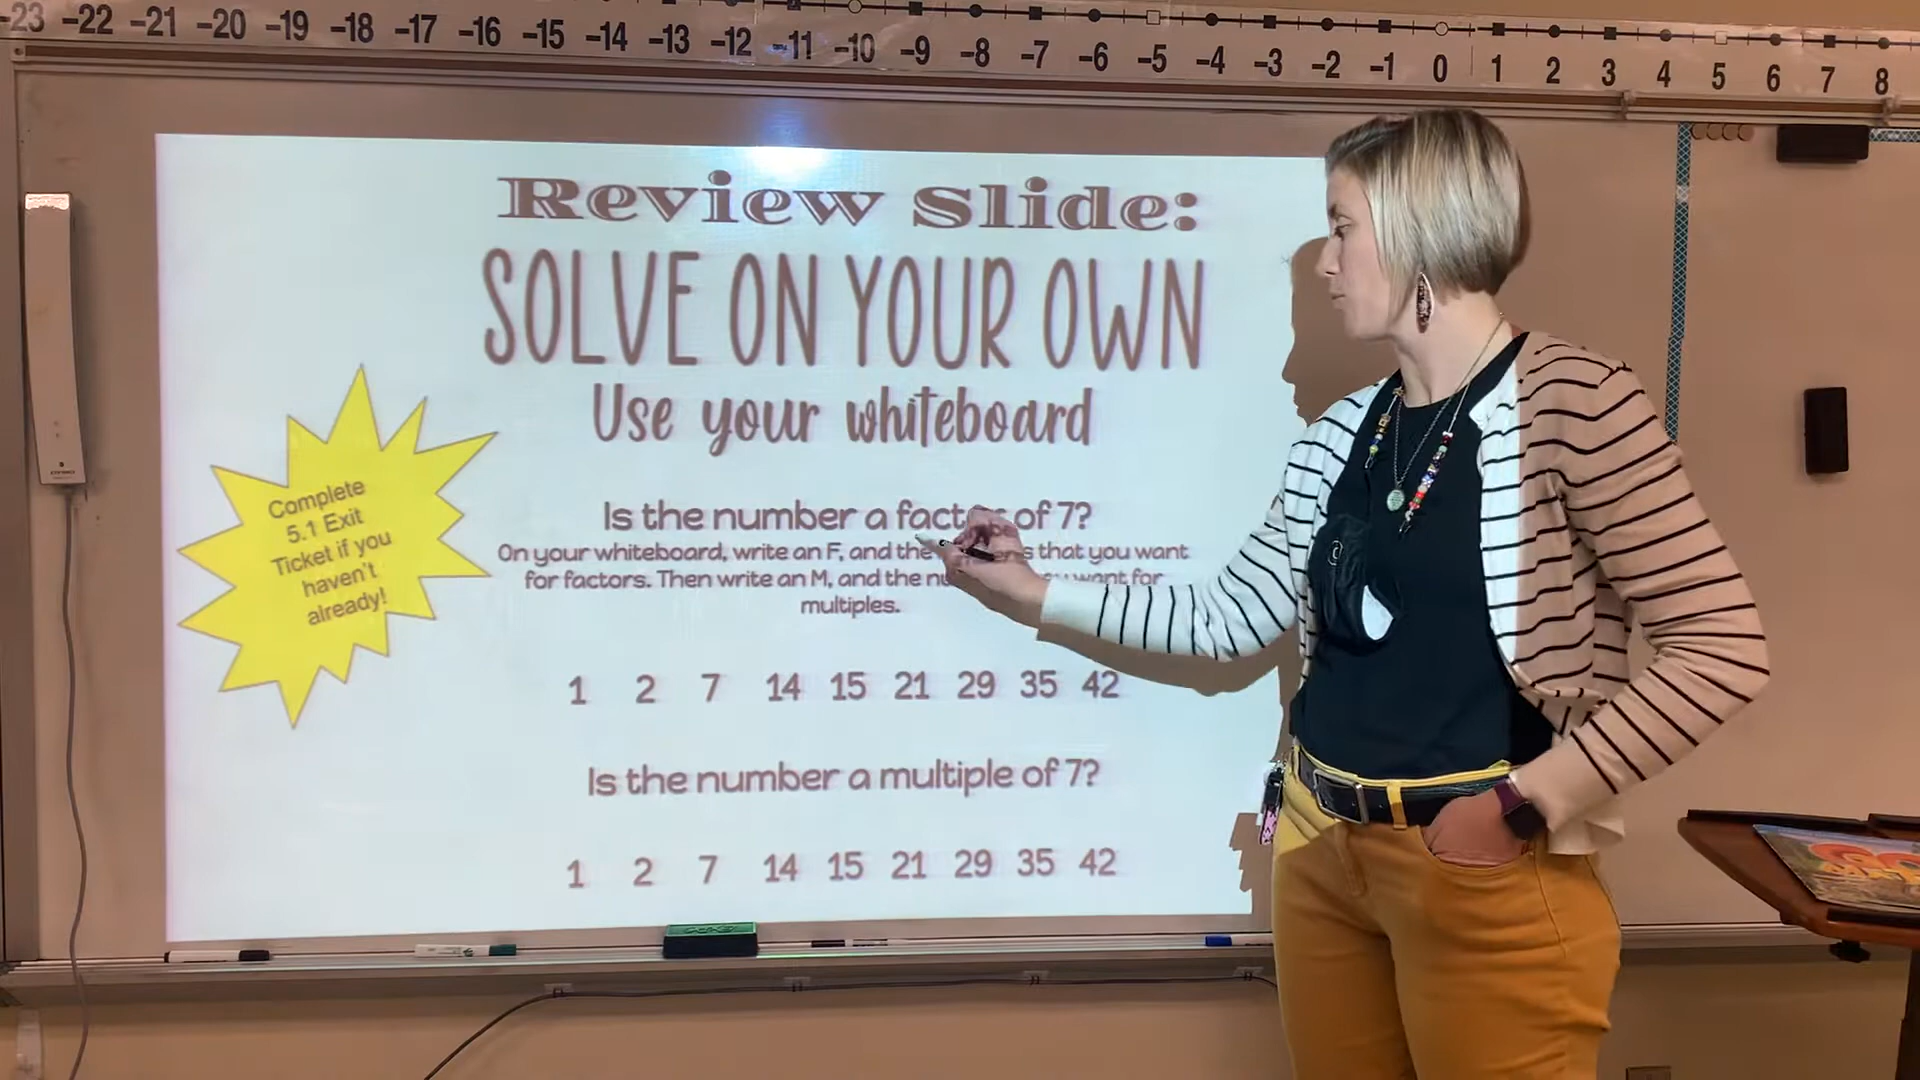 -23 -22 -21 -20 -19 -18 -17 -16 -15 -14 -13 -12 -11 -10 -9 -8 -7 -6 -5 -4 -3 -2 -1 0 1 2 3 4 5 6 7 8
Review Slide:
SOLVE ON YOUR OWN
Use your whiteboard
Complete
5.1 Exit
Ticket if you
haven't
already!
Is the number a of 7?
On your whiteboard, write an F, and the that you want
for factors. Then write an M, and the want for
multiples.
1 2 7 14 15 21 29 35 42
Is the number a multiple of 7?
1 2 7 14 15 21 29 35 42